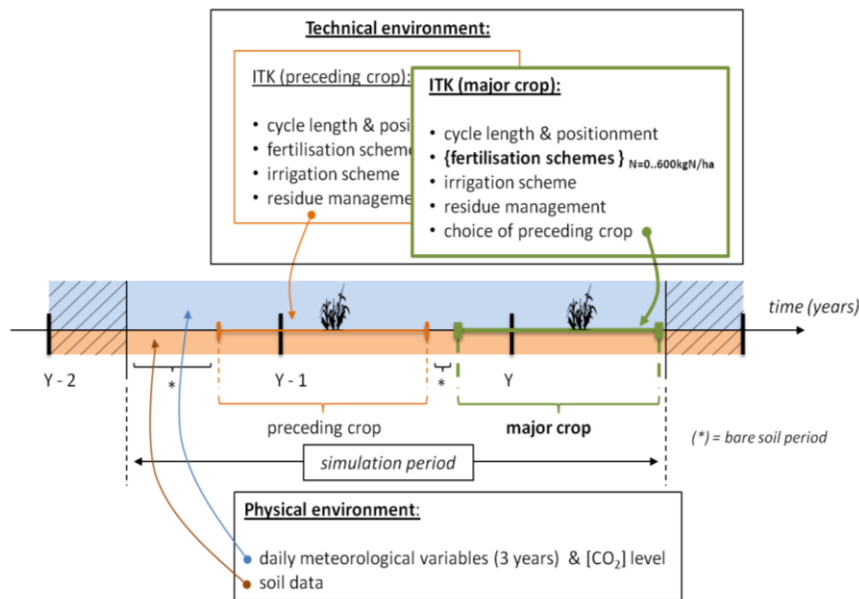 Technical environment:
ITK (preceding crop):
• cycle length & posi
• fertilisation scheme
• irrigation scheme
• residue manageme
ITK (major crop):
• cycle length & positionment
• {fertilisation schemes } N=0..600kgN/ha
• irrigation scheme
• residue management
• choice of preceding crop
time (years)
Y - 2
*
Y - 1
*
Y
preceding crop
major crop
(*) = bare soil period
simulation period
Physical environment:
daily meteorological variables (3 years) & [CO₂] level
soil data